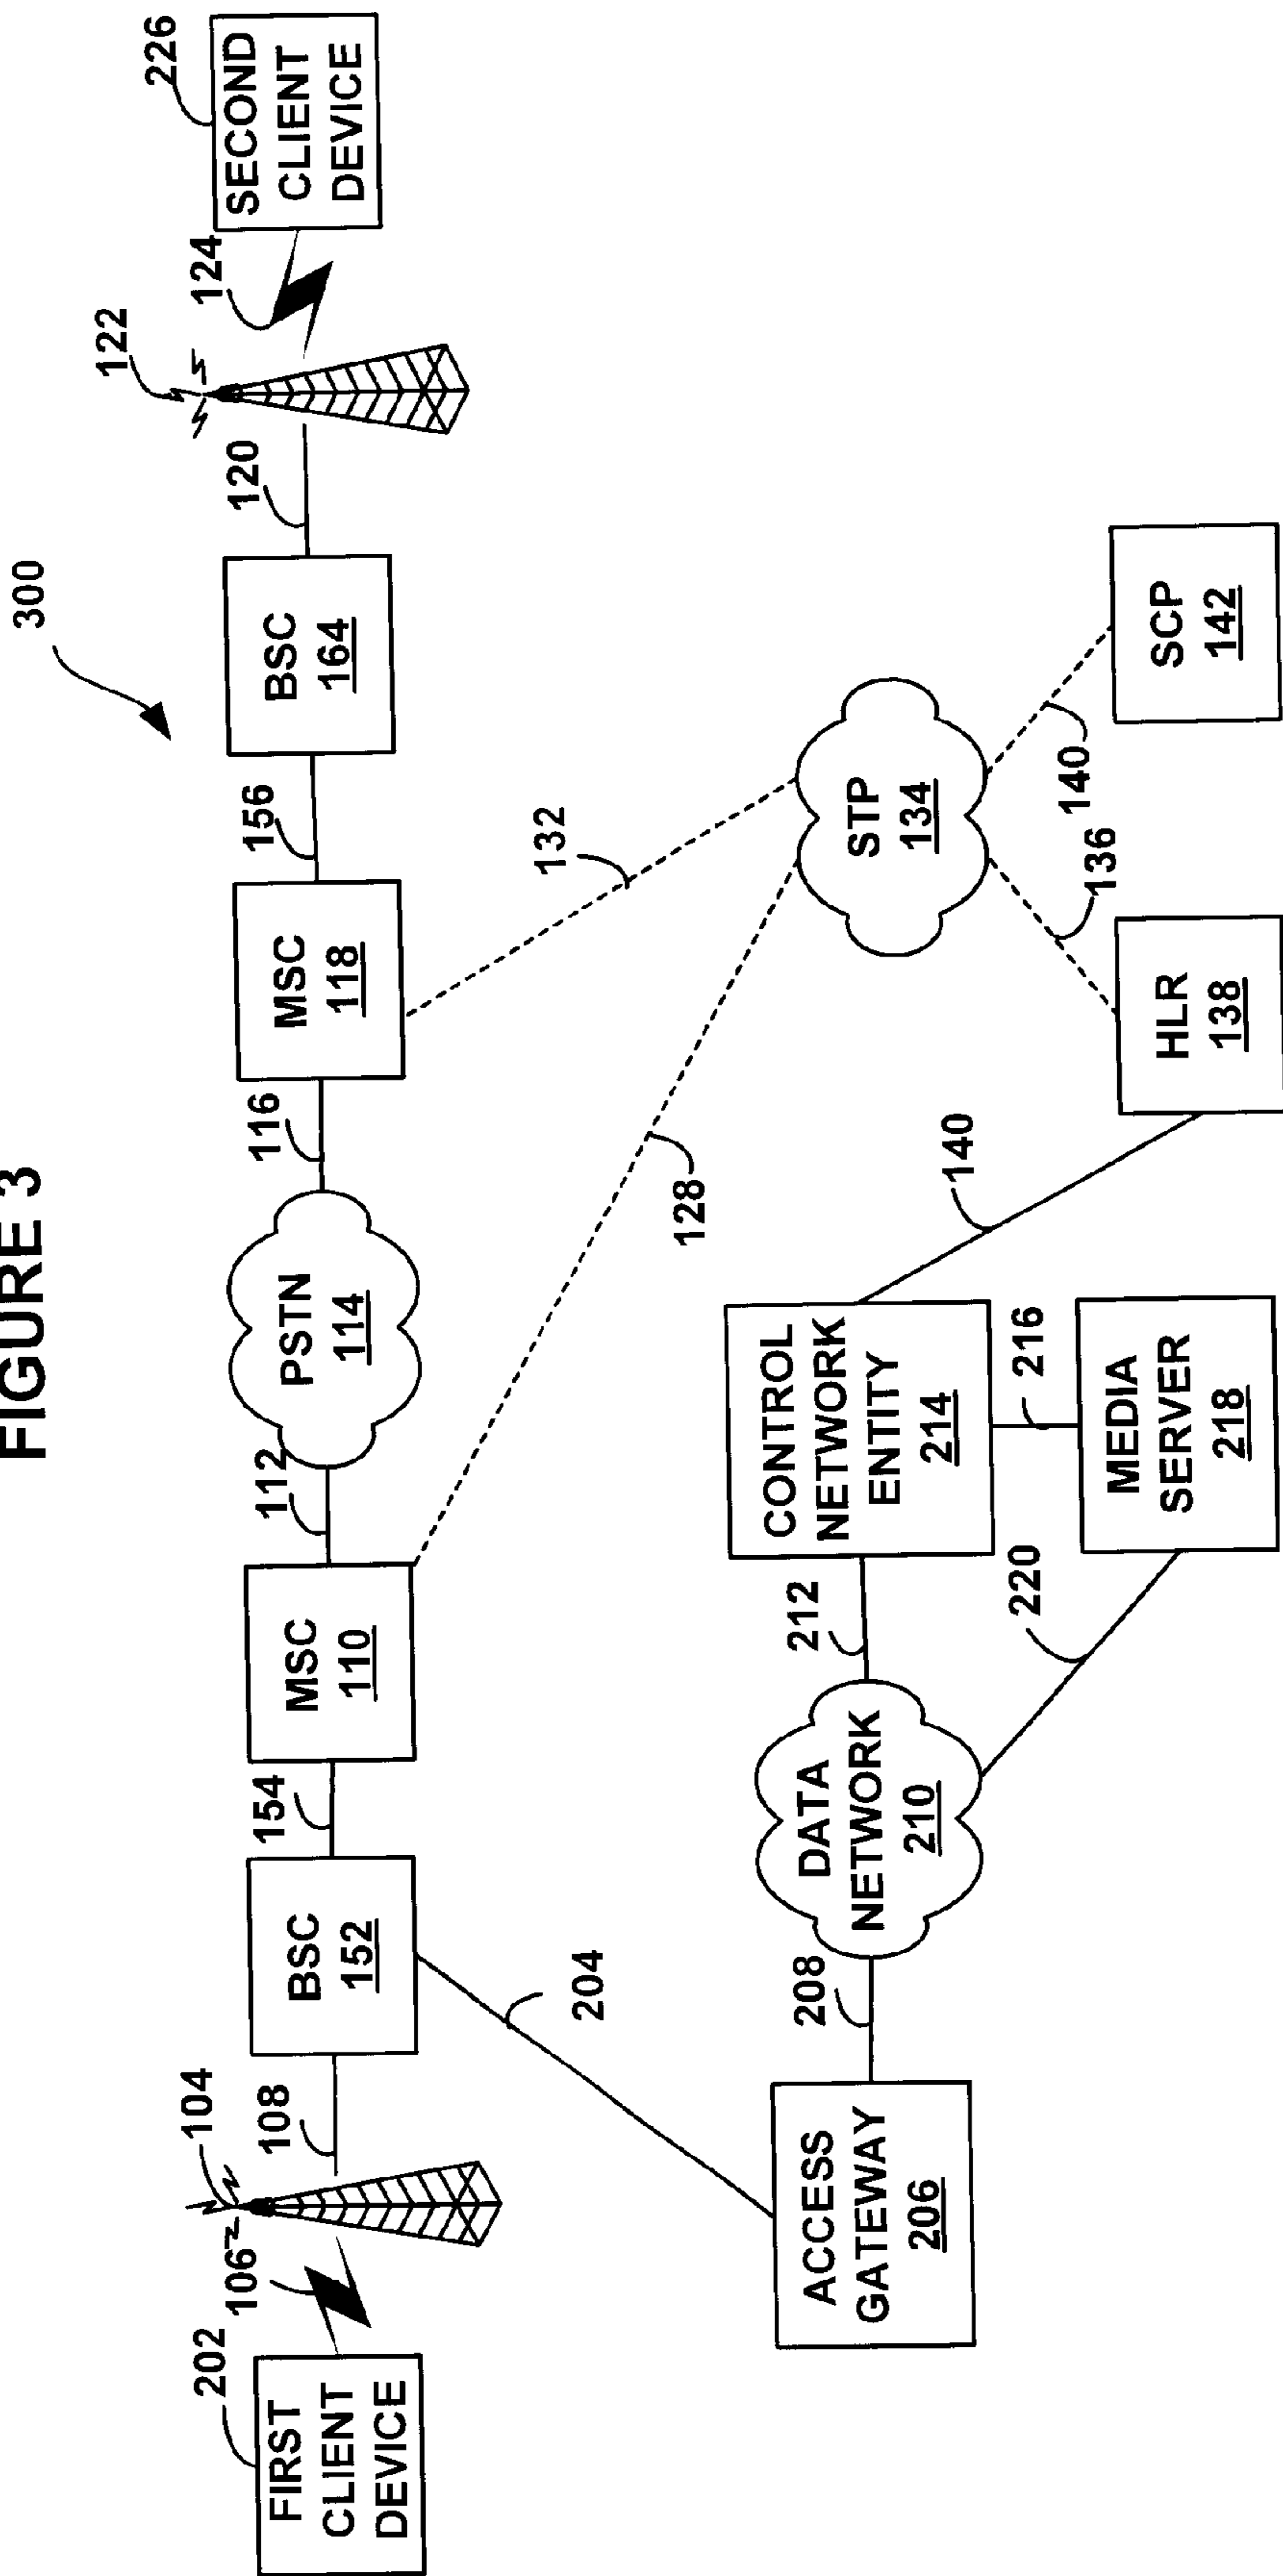 FIGURE 3
300
202
FIRST
CLIENT
DEVICE
106
104
108
BSC
152
154
MSC
110
112
PSTN
114
116
MSC
118
156
BSC
164
120
122
124
226
SECOND
CLIENT
DEVICE
204
128
132
ACCESS
GATEWAY
206
208
DATA
NETWORK
210
212
CONTROL
NETWORK
ENTITY
214
216
MEDIA
SERVER
218
220
140
STP
134
136
140
HLR
138
SCP
142